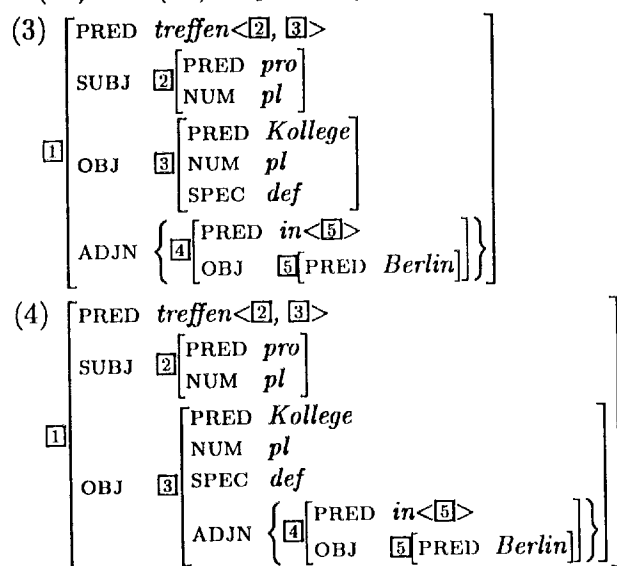 (3) [PRED treffen<[2], [3]>
SUBJ [2][PRED pro
NUM pl]
[1] OBJ [3][PRED Kollege
NUM pl
SPEC def]
ADJN {[4][PRED in<[5]>
OBJ [5][PRED Berlin]]}]
(4) [PRED treffen<[2], [3]>
SUBJ [2][PRED pro
NUM pl]
[1] OBJ [3][PRED Kollege
NUM pl
SPEC def
ADJN {[4][PRED in<[5]>
OBJ [5][PRED Berlin]]}]]